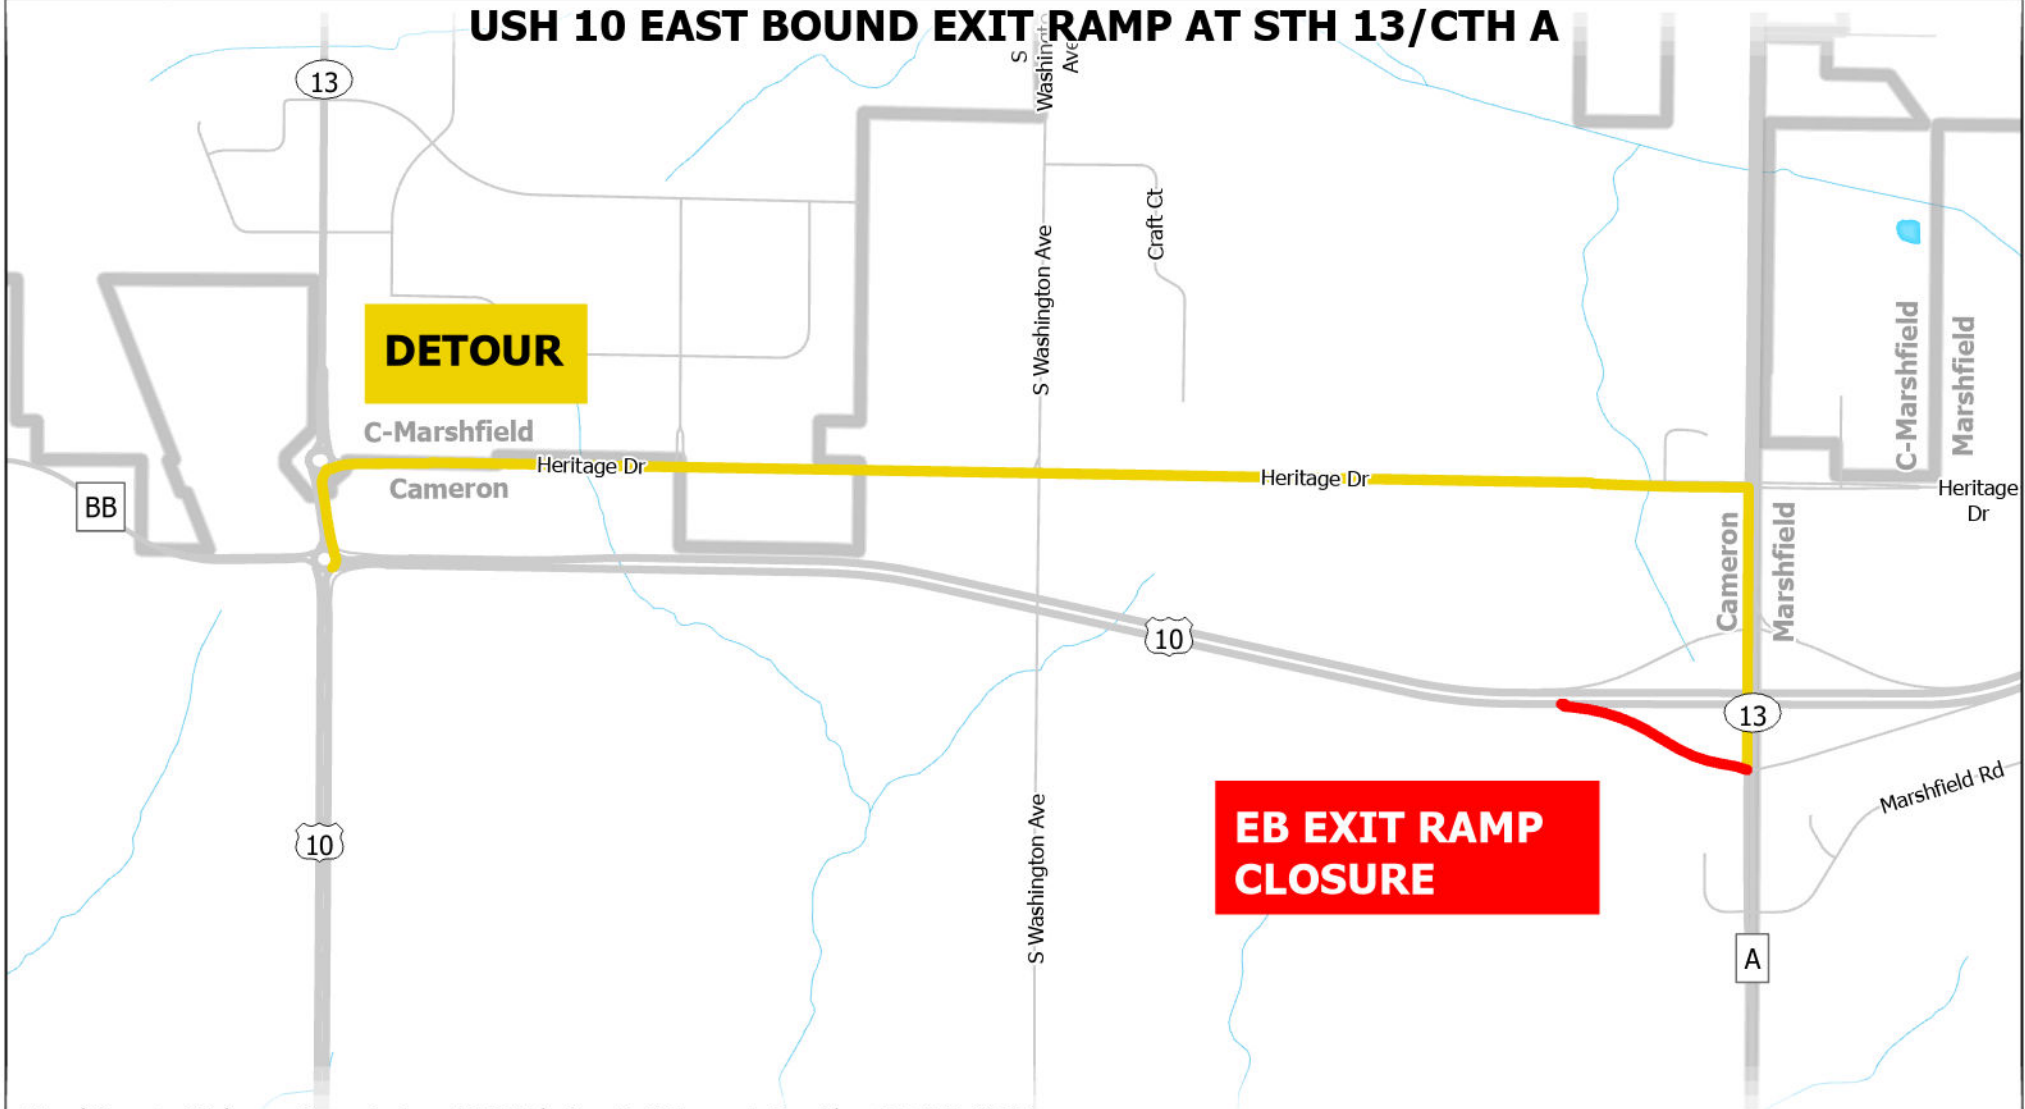 USH 10 EAST BOUND EXIT RAMP AT STH 13/CTH A
S
Washingto
Ave
13
Craft Ct
S Washington Ave
C-Marshfield
Marshfield
DETOUR
C-Marshfield
Heritage Dr
Heritage Dr
Cameron
Heritage
Dr
BB
Cameron
Marshfield
10
13
Marshfield Rd
EB EXIT RAMP
CLOSURE
10
S Washington Ave
A